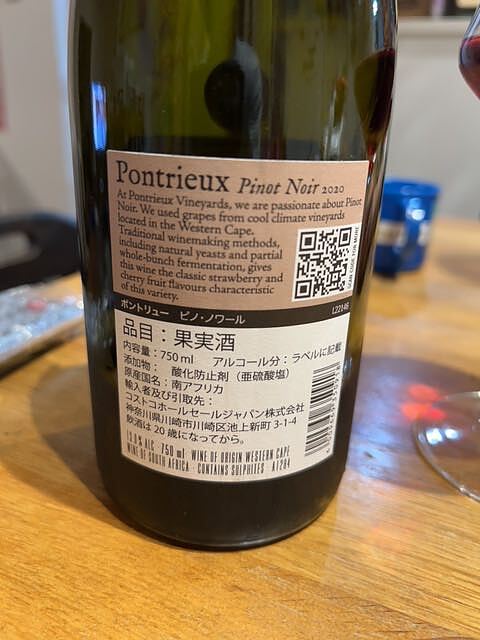 Pontrieux Pinot Noir 2020
At Pontrieux Vineyards, we are passionate about Pinot
Noir. We used grapes from cool climate vineyards
located in the Western Cape.
Traditional winemaking methods,
including natural yeasts and partial
whole-bunch fermentation, gives
this wine the classic strawberry and
cherry fruit flavours characteristic
of this variety.
SCAN CODE FOR MORE
ポントリュー ピノ・ノワール
L22146
品目：果実酒
内容量：750ml アルコール分：ラベルに記載
添加物： 酸化防止剤（亜硫酸塩）
原産国名：南アフリカ
輸入者及び引取先：
コストコホールセールジャパン株式会社
神奈川県川崎市川崎区池上新町 3-1-4
飲酒は 20 歳になってから。
750 ml WINE OF ORIGIN WESTERN CAPE
WINE OF SOUTH AFRICA CONTAINS SULPHITES A1204